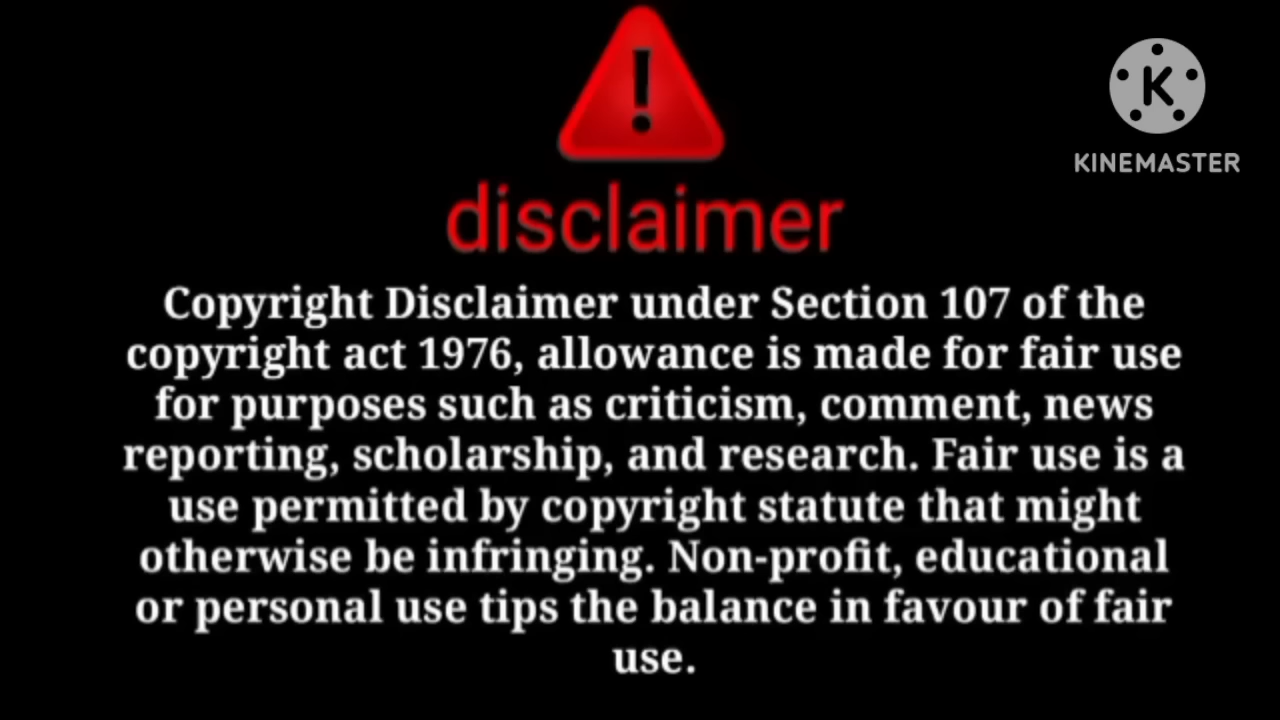 !
K
KINEMASTER
disclaimer
Copyright Disclaimer under Section 107 of the
copyright act 1976, allowance is made for fair use
for purposes such as criticism, comment, news
reporting, scholarship, and research. Fair use is a
use permitted by copyright statute that might
otherwise be infringing. Non-profit, educational
or personal use tips the balance in favour of fair
use.